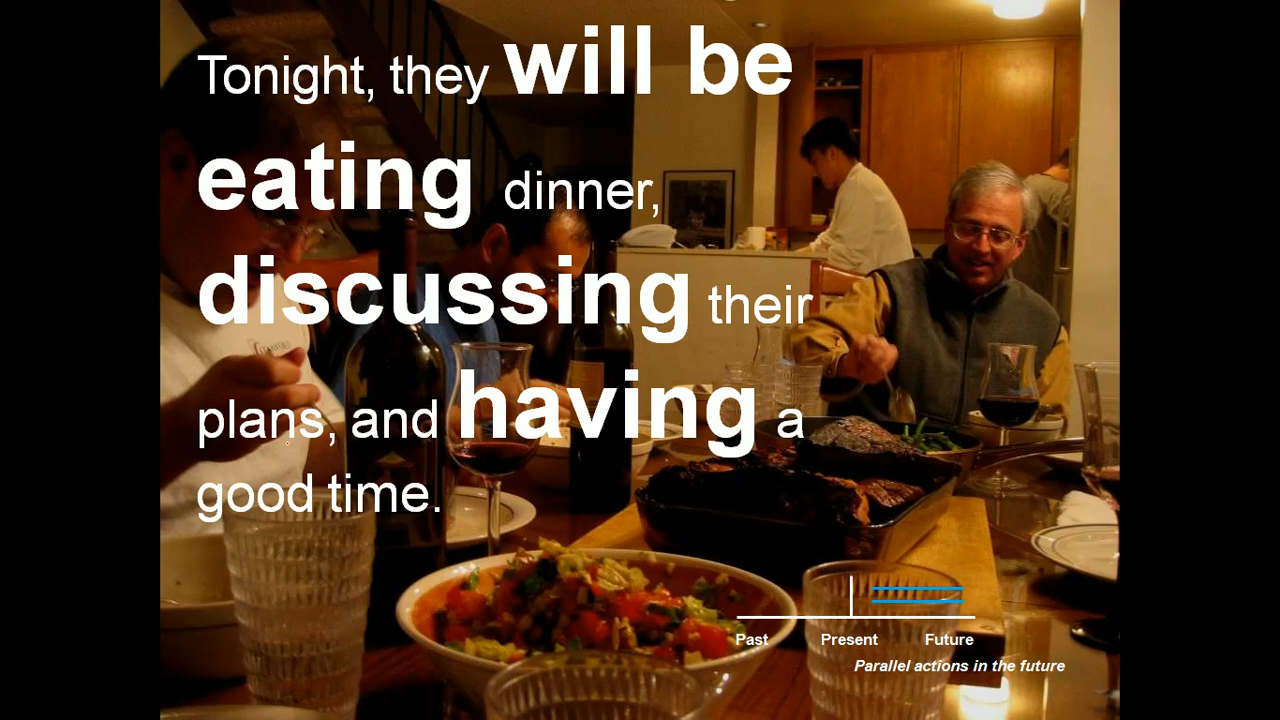 Tonight, they will be
eating dinner,
discussing their
plans, and having a
good time.
Past Present Future
Parallel actions in the future